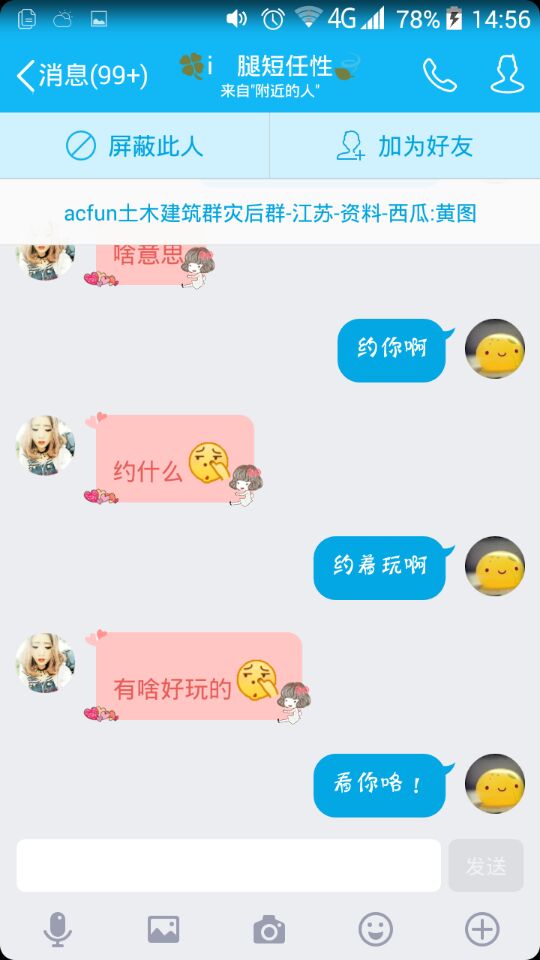 4G 78% 14:56
消息(99+)
i 腿短任性
来自"附近的人"
屏蔽此人
加为好友
acfun土木建筑群灾后群-江苏-资料-西瓜:黄图
啥意思
约你啊
约什么
约着玩啊
有啥好玩的
看你咯！
发送